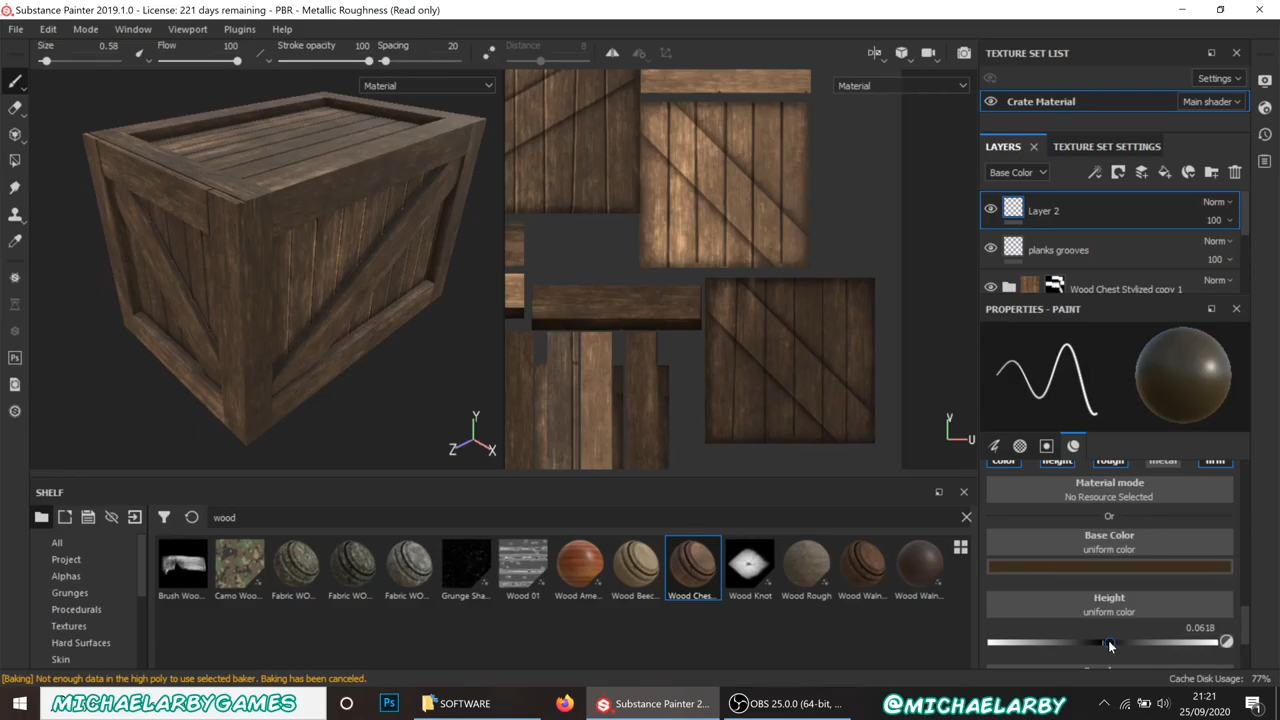 Substance Painter 2019.1.0 - License: 221 days remaining - PBR - Metallic Roughness (Read only)
File Edit Mode Window Viewport Plugins Help
Size 0.58 Flow 100 Stroke opacity 100 Spacing 20 Distance 8
Material
Material
TEXTURE SET LIST
Settings
Crate Material Main shader
LAYERS TEXTURE SET SETTINGS
Base Color
Layer 2 Norm 100
planks grooves Norm 100
Wood Chest Stylized copy 1 Norm
PROPERTIES - PAINT
Material mode
No Resource Selected
Or
Base Color
uniform color
Height
uniform color
0.0618
Y
Z X
V
U
SHELF
wood
All
Project
Alphas
Grunges
Procedurals
Textures
Hard Surfaces
Skin
Brush Woo... Camo Woo... Fabric WO... Fabric WO... Fabric WO... Grunge Sha... Wood 01 Wood Ame... Wood Beec... Wood Ches... Wood Knot Wood Rough Wood Waln... Wood Waln...
[Baking] Not enough data in the high poly to use selected baker. Baking has been canceled.
Cache Disk Usage: 77%
MICHAELARBYGAMES
Ps
SOFTWARE
Substance Painter 2...
OBS 25.0.0 (64-bit, ...
@MICHAELARBY
21:21
25/09/2020